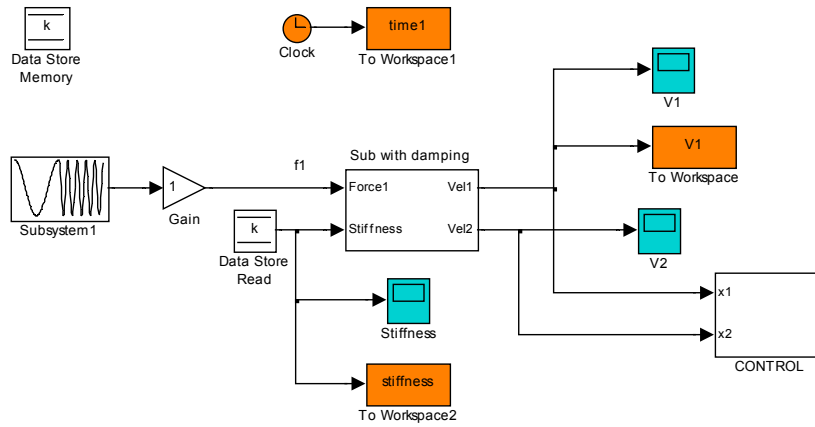 k
Data Store
Memory
Clock
time1
To Workspace1
V1
V1
To Workspace
Subsystem1
1
Gain
f1
Sub with damping
Force1
Stiffness
Vel1
Vel2
k
Data Store
Read
V2
Stiffness
x1
x2
CONTROL
stiffness
To Workspace2